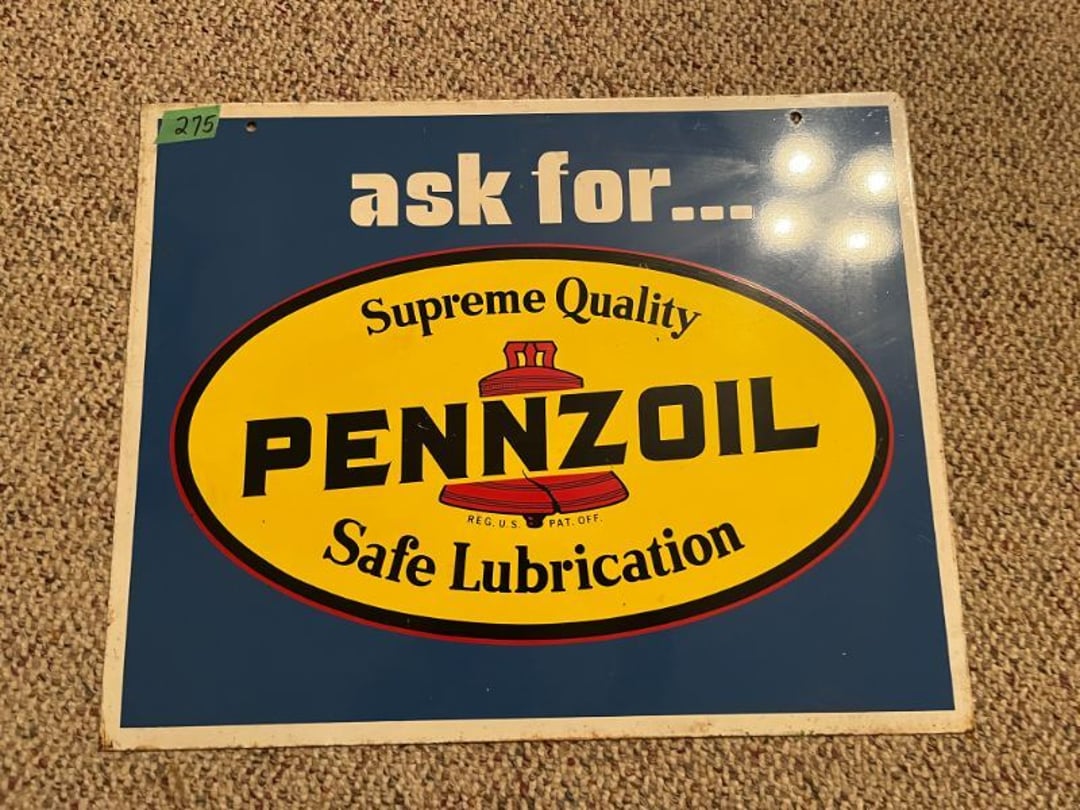 275
ask for...
Supreme Quality
PENNZOIL
REG. U.S. PAT. OFF.
Safe Lubrication